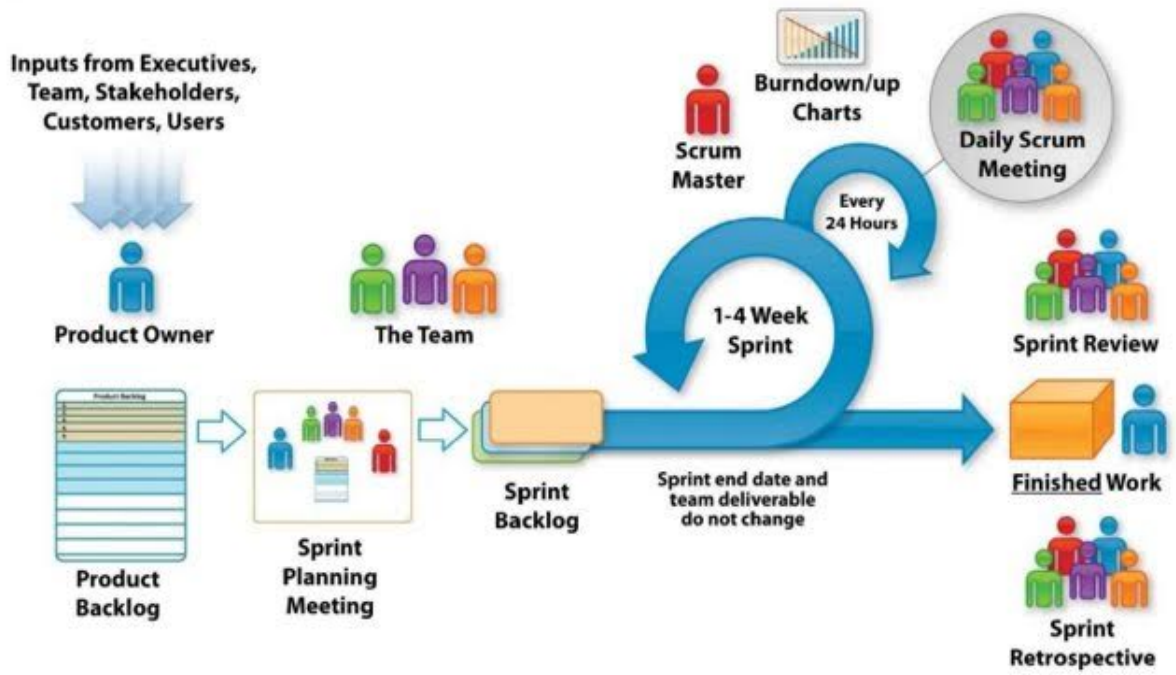 Inputs from Executives,
Team, Stakeholders,
Customers, Users
Product Owner
The Team
Scrum
Master
Burndown/up
Charts
Daily Scrum
Meeting
Every
24 Hours
1-4 Week
Sprint
Sprint Review
Product Backlog
Product
Backlog
Sprint
Planning
Meeting
Sprint
Backlog
Sprint end date and
team deliverable
do not change
Finished Work
Sprint
Retrospective